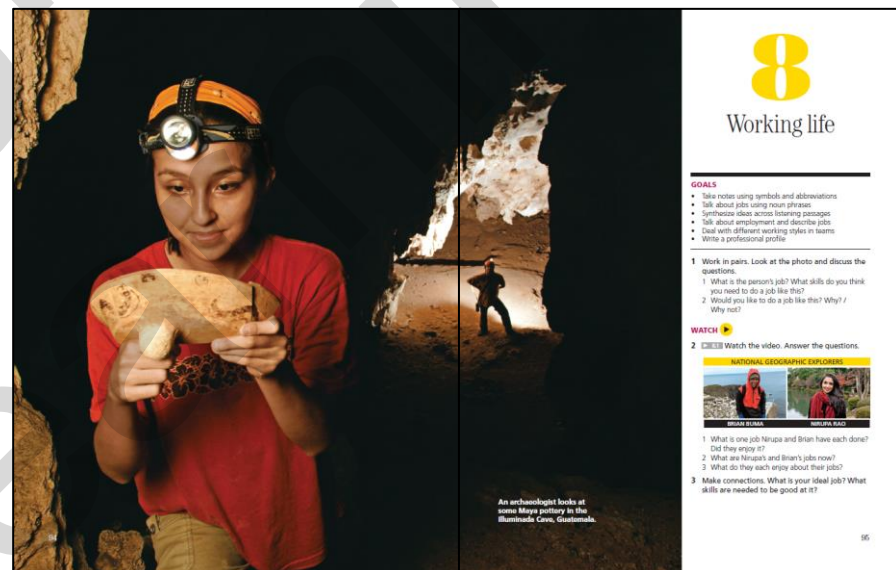 8
Working life
GOALS
• Take notes using symbols and abbreviations
• Talk about jobs using noun phrases
• Synthesize ideas across listening passages
• Talk about employment and describe jobs
• Deal with different working styles in teams
• Write a professional profile
1 Work in pairs. Look at the photo and discuss the
questions.
1 What is the person's job? What skills do you think
you need to do a job like this?
2 Would you like to do a job like this? Why? /
Why not?
WATCH
2 8.1 Watch the video. Answer the questions.
NATIONAL GEOGRAPHIC EXPLORERS
BRIAN BUMA NIRUPA RAO
1 What is one job Nirupa and Brian have each done?
Did they enjoy it?
2 What are Nirupa's and Brian's jobs now?
3 What do they each enjoy about their jobs?
3 Make connections. What is your ideal job? What
skills are needed to be good at it?
An archaeologist looks at
some Maya pottery in the
Illuminada Cave, Guatemala.
94
95